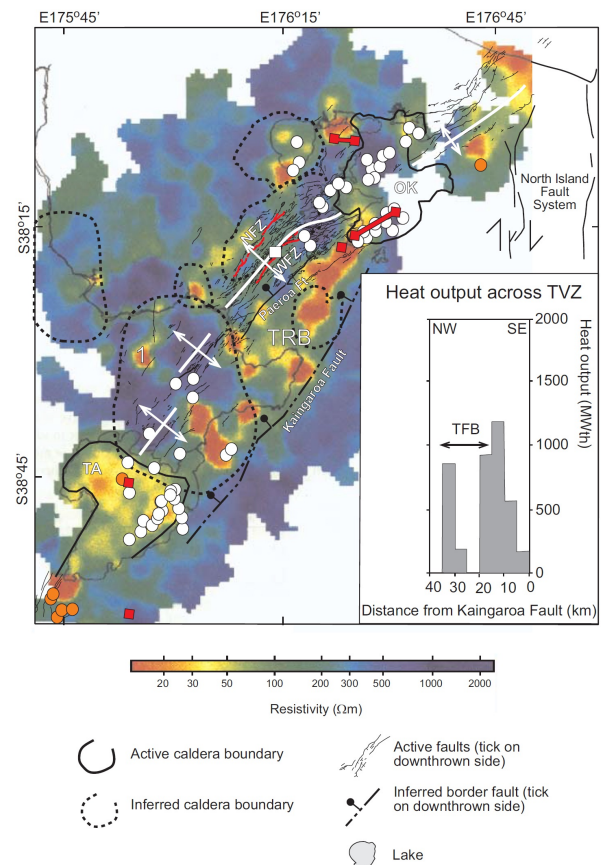 E175°45'
E176°15'
E176°45'
S38°15'
S38°45'
OK
North Island
Fault
System
NFZ
WFZ
Paeroa Ft.
TRB
Kaingaroa Fault
1
TA
Heat output across TVZ
NW
SE
TFB
2000
1500
1000
500
0
Heat output (MWth)
40
30
20
10
0
Distance from Kaingaroa Fault (km)
20
30
50
100
200
300
500
1000
2000
Resistivity (Ωm)
Active caldera boundary
Active faults (tick on
downthrown side)
Inferred caldera boundary
Inferred border fault (tick
on downthrown side)
Lake